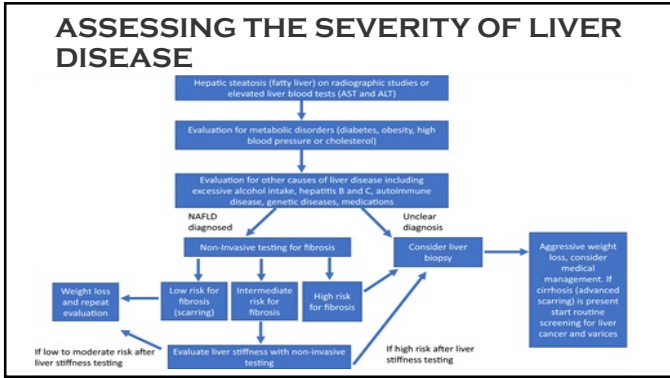 ASSESSING THE SEVERITY OF LIVER
DISEASE
Hepatic steatosis (fatty liver) on radiographic studies or
elevated liver blood tests (AST and ALT)
Evaluation for metabolic disorders (diabetes, obesity, high
blood pressure or cholesterol)
Evaluation for other causes of liver disease including
excessive alcohol intake, hepatitis B and C, autoimmune
disease, genetic diseases, medications
NAFLD
diagnosed
Unclear
diagnosis
Non-Invasive testing for fibrosis
Consider liver
biopsy
Aggressive weight
loss, consider
medical
management. If
cirrhosis (advanced
scarring) is present
start routine
screening for liver
cancer and varices
Weight loss
and repeat
evaluation
Low risk for
fibrosis
(scarring)
Intermediate
risk for
fibrosis
High risk
for fibrosis
If low to moderate risk after
liver stiffness testing
Evaluate liver stiffness with non-invasive
testing
If high risk after liver
stiffness testing